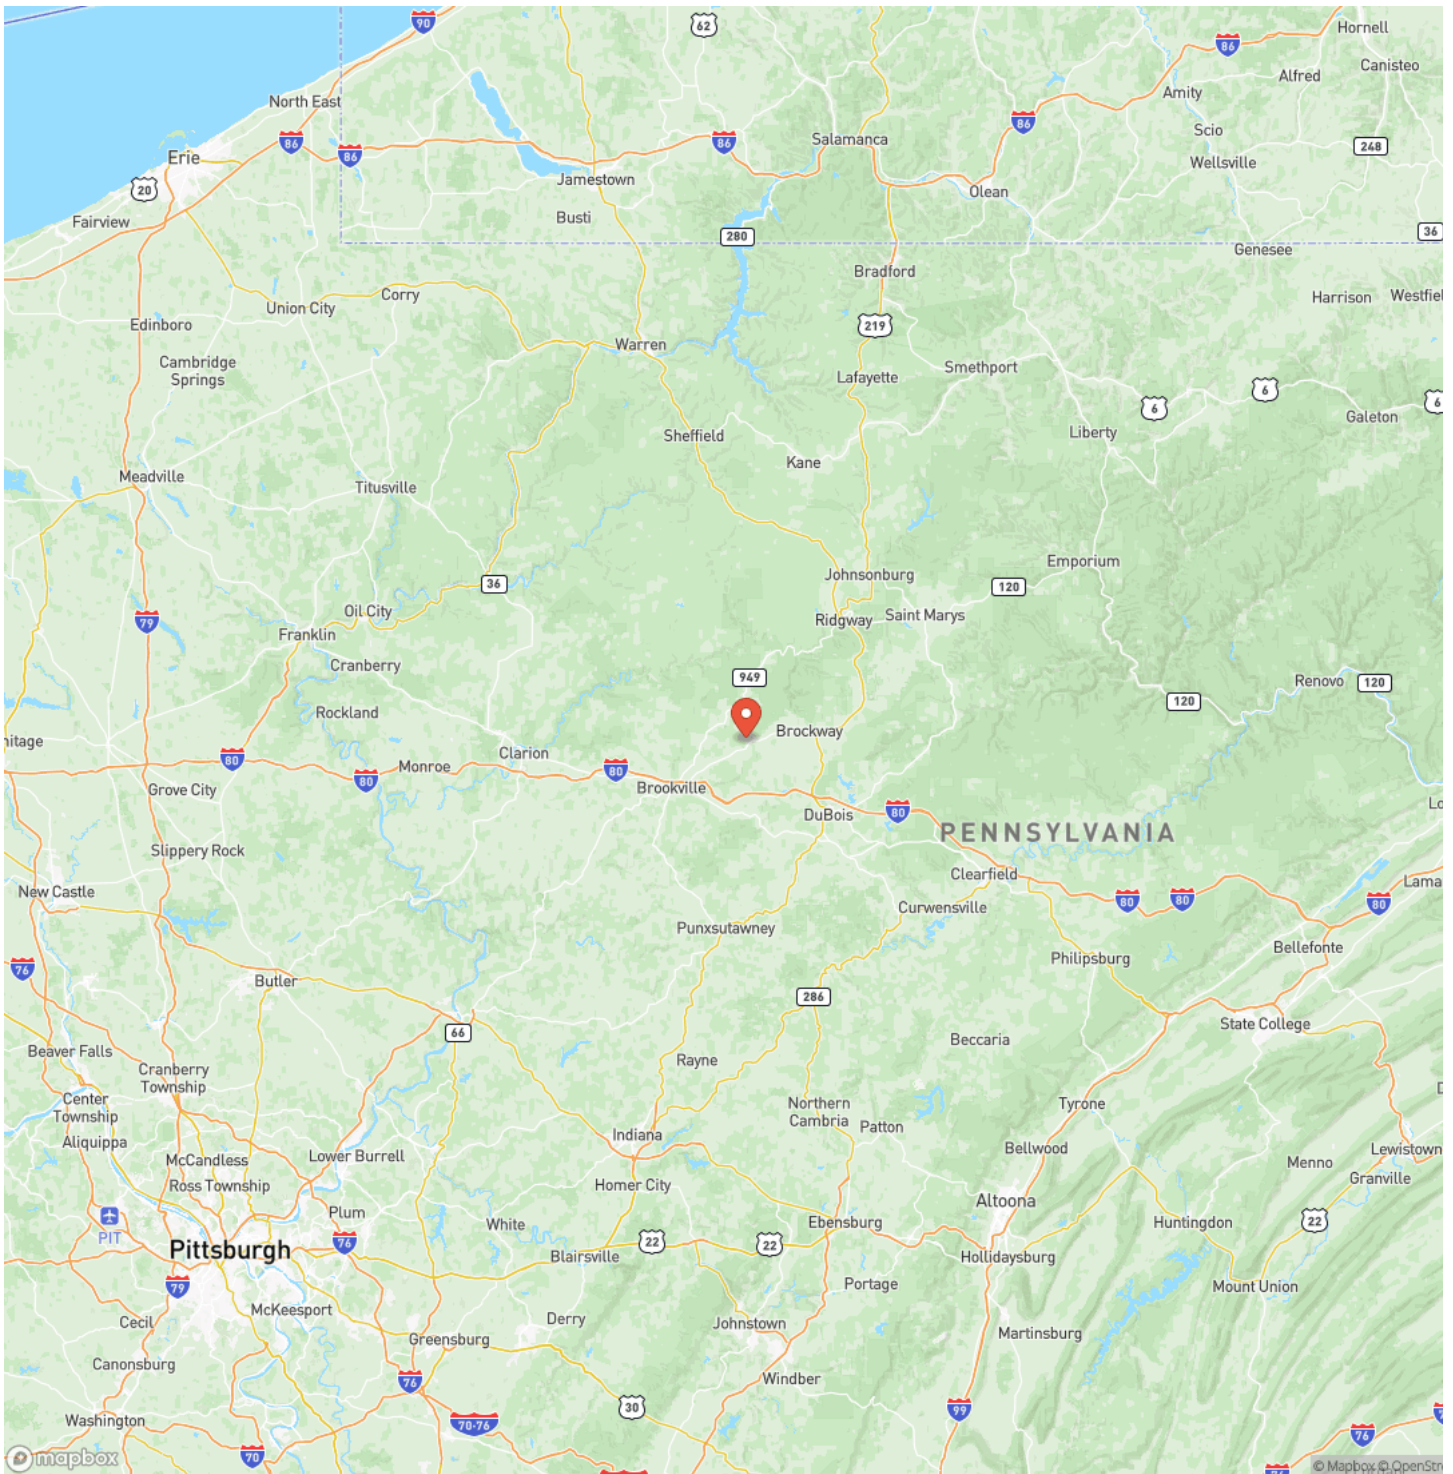 90
62
Hornell
86
Canisteo
Alfred
Amity
North East
86
86
86
86
Salamanca
Scio
248
Erie
Wellsville
20
Jamestown
Olean
Fairview
Busti
280
36
Genesee
Bradford
Corry
Union City
Harrison
Westfiel
Edinboro
219
Warren
Cambridge
Springs
Smethport
Lafayette
6
6
6
Galeton
Sheffield
Liberty
Kane
Meadville
Titusville
Johnsonburg
Emporium
36
120
Oil City
79
Ridgway
Saint Marys
Franklin
Cranberry
949
Renovo
120
120
Rockland
Brockway
nitage
Clarion
80
Monroe
80
80
Grove City
Brookville
80
DuBois
PENNSYLVANIA
Slippery Rock
Clearfield
Lama
New Castle
80
80
80
Curwensville
Punxsutawney
Bellefonte
Philipsburg
76
Butler
286
State College
66
Beaver Falls
Beccaria
Cranberry
Township
Rayne
Center
Township
Northern
Cambria
Tyrone
Patton
Aliquippa
Indiana
Bellwood
Lewistown
McCandless
Lower Burrell
Menno
Ross Township
Homer City
Granville
Altoona
PIT
Plum
White
Ebensburg
Huntingdon
22
Pittsburgh
76
22
22
Blairsville
Hollidaysburg
79
Portage
Mount Union
McKeesport
Cecil
Derry
Johnstown
Martinsburg
Greensburg
Canonsburg
Windber
76
30
99
Washington
70-76
76
70
76
mapbox
© Mapbox © OpenStre